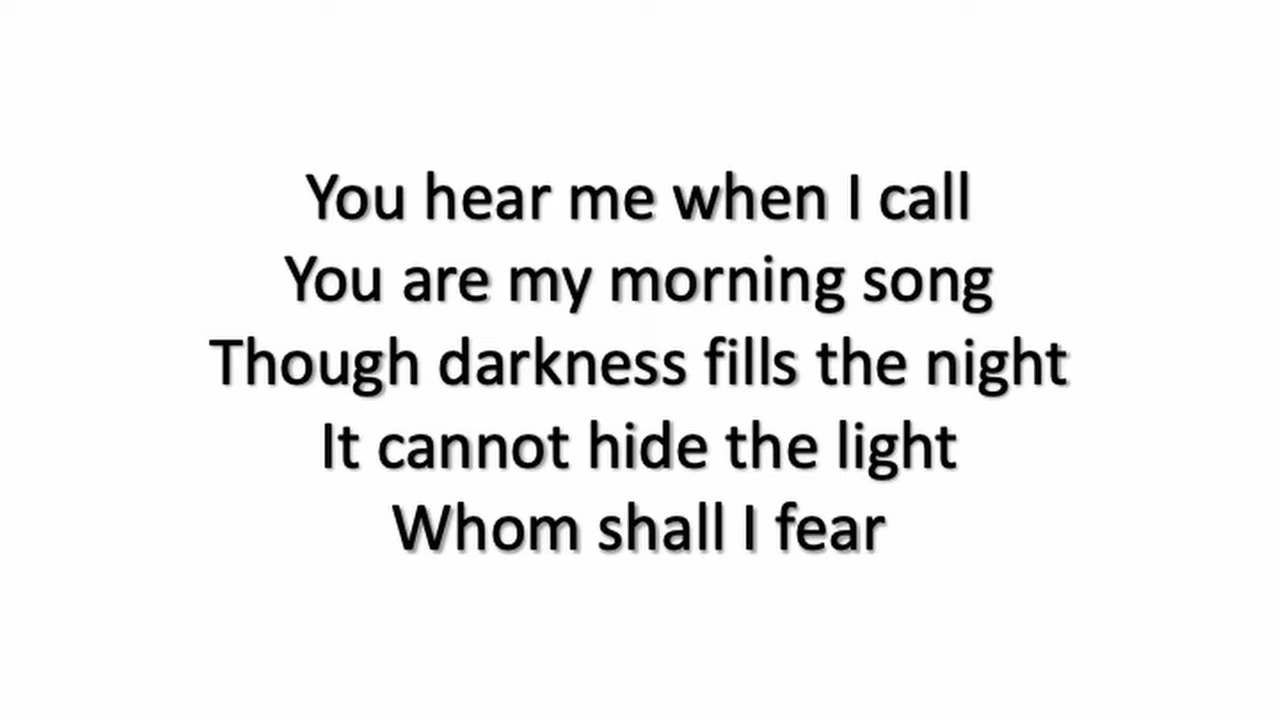 You hear me when I call
You are my morning song
Though darkness fills the night
It cannot hide the light
Whom shall I fear